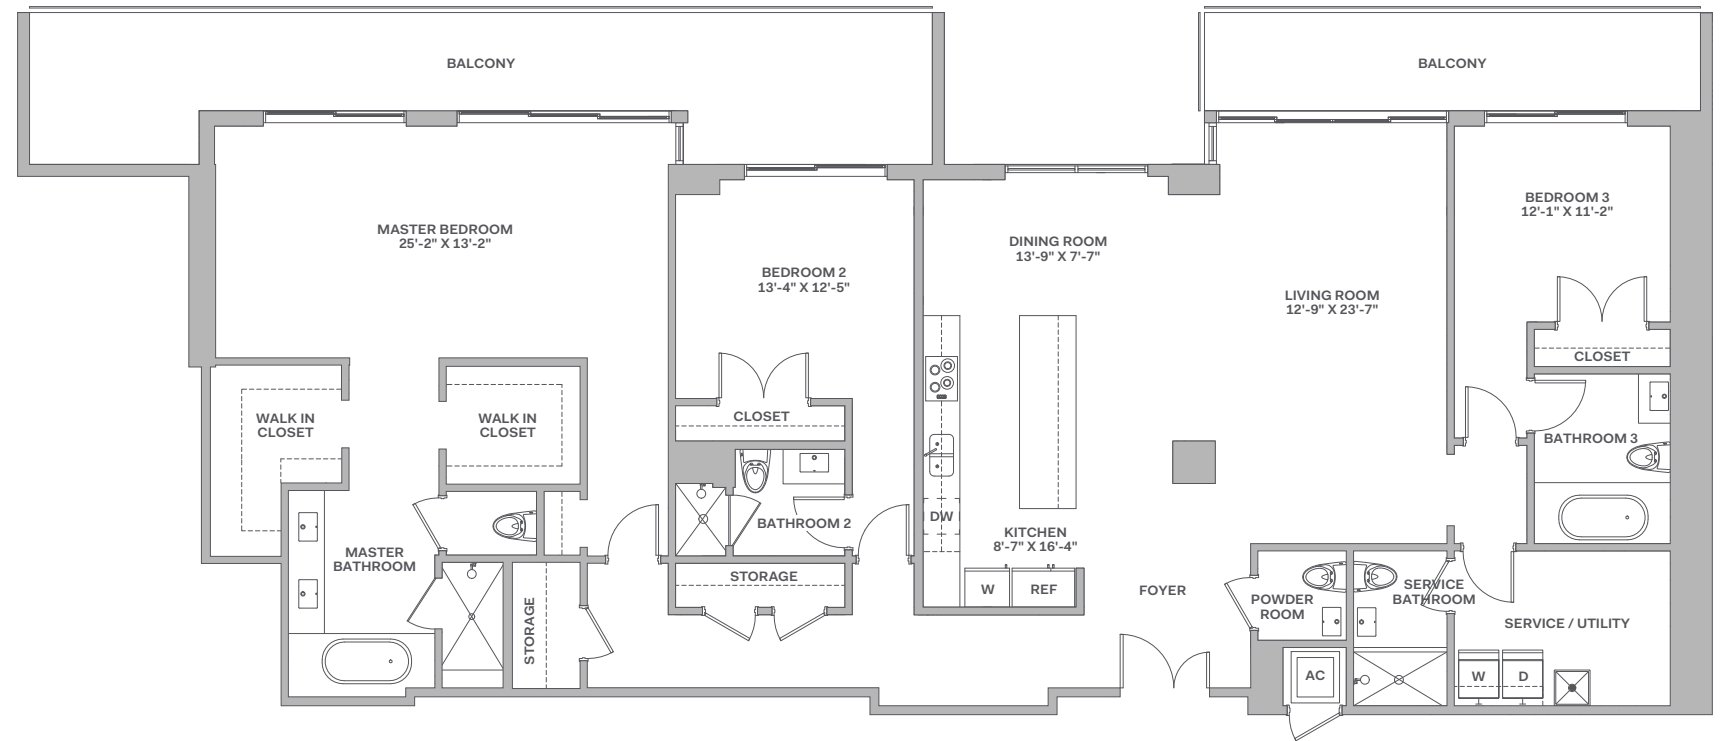 BALCONY
BALCONY
MASTER BEDROOM
25'-2" X 13'-2"
BEDROOM 2
13'-4" X 12'-5"
DINING ROOM
13'-9" X 7'-7"
LIVING ROOM
12'-9" X 23'-7"
BEDROOM 3
12'-1" X 11'-2"
CLOSET
WALK IN
CLOSET
WALK IN
CLOSET
CLOSET
BATHROOM 3
BATHROOM 2
DW
KITCHEN
8'-7" X 16'-4"
MASTER
BATHROOM
STORAGE
STORAGE
W
REF
FOYER
POWDER
ROOM
SERVICE
BATHROOM
SERVICE / UTILITY
AC
W
D